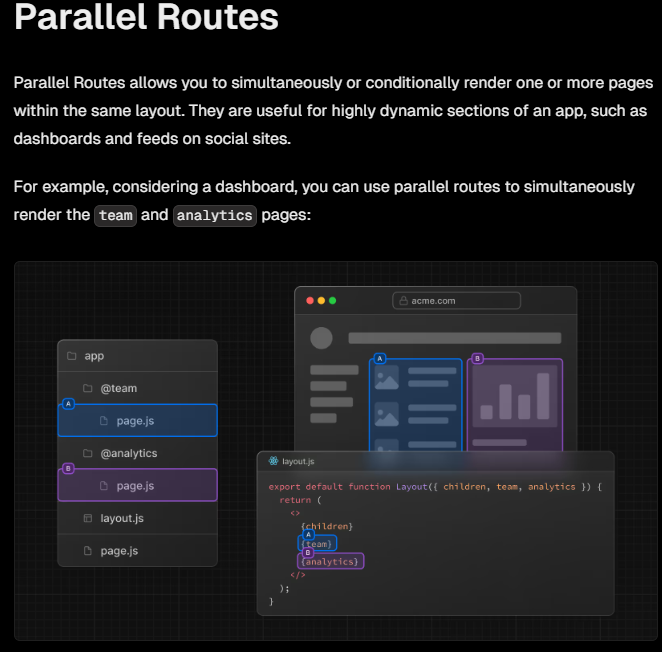 Parallel Routes
Parallel Routes allows you to simultaneously or conditionally render one or more pages
within the same layout. They are useful for highly dynamic sections of an app, such as
dashboards and feeds on social sites.
For example, considering a dashboard, you can use parallel routes to simultaneously
render the team and analytics pages:
acme.com
app
@team
A
page.js
@analytics
B
page.js
layout.js
page.js
A
B
layout.js
export default function Layout({ children, team, analytics }) {
return (
<>
{children}
A
{team}
B
{analytics}
</>
);
}